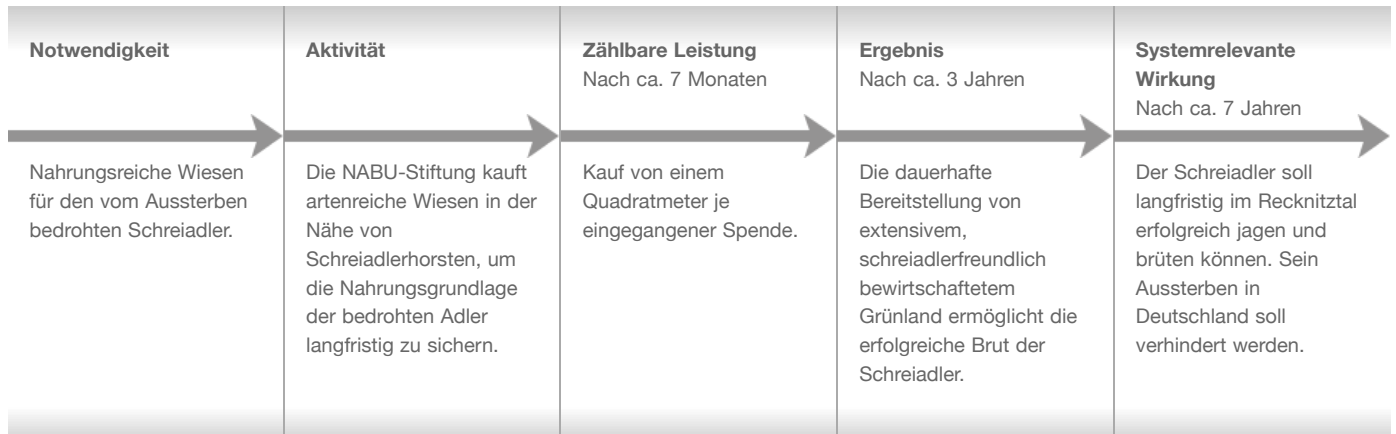 Notwendigkeit
Nahrungsreiche Wiesen
für den vom Aussterben
bedrohten Schreiadler.
Aktivität
Die NABU-Stiftung kauft
artenreiche Wiesen in der
Nähe von
Schreiadlerhorsten, um
die Nahrungsgrundlage
der bedrohten Adler
langfristig zu sichern.
Zählbare Leistung
Nach ca. 7 Monaten
Kauf von einem
Quadratmeter je
eingegangener Spende.
Ergebnis
Nach ca. 3 Jahren
Die dauerhafte
Bereitstellung von
extensivem,
schreiadlerfreundlich
bewirtschaftetem
Grünland ermöglicht die
erfolgreiche Brut der
Schreiadler.
Systemrelevante
Wirkung
Nach ca. 7 Jahren
Der Schreiadler soll
langfristig im Recknitztal
erfolgreich jagen und
brüten können. Sein
Aussterben in
Deutschland soll
verhindert werden.